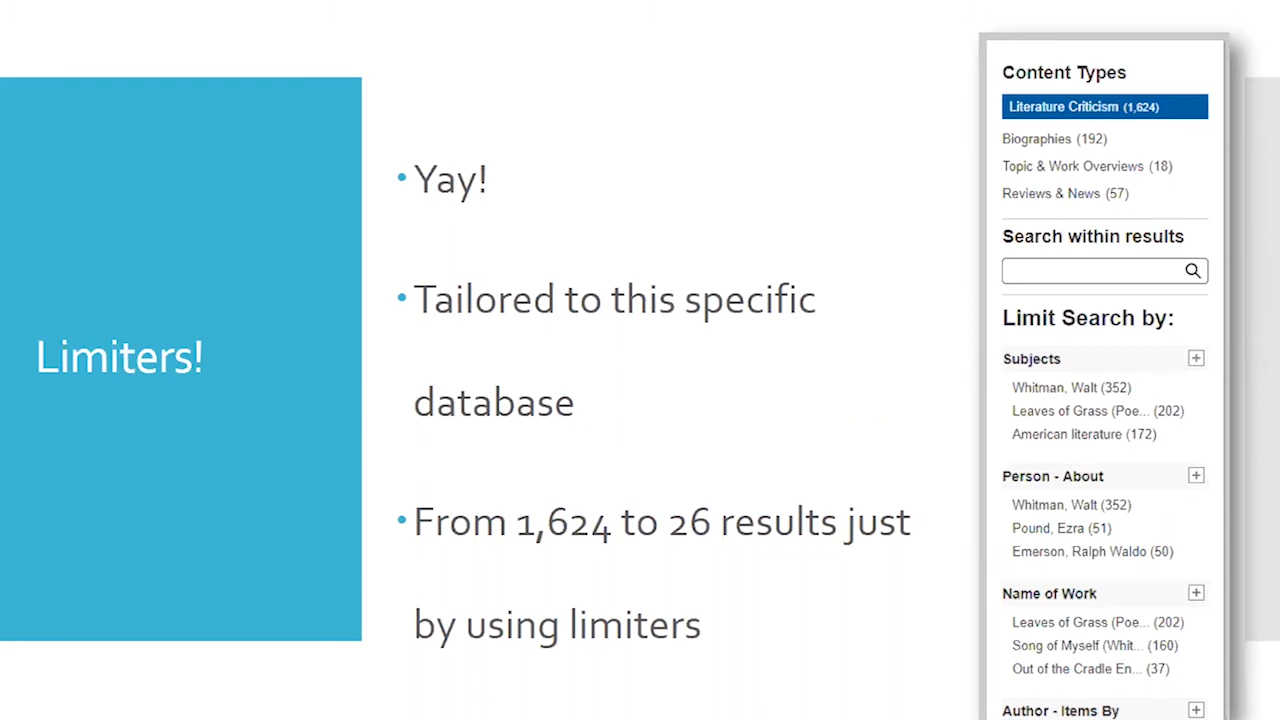 Limiters!
Yay!
Tailored to this specific
database
From 1,624 to 26 results just
by using limiters
Content Types
Literature Criticism (1,624)
Biographies (192)
Topic & Work Overviews (18)
Reviews & News (57)
Search within results
Limit Search by:
Subjects
Whitman, Walt (352)
Leaves of Grass (Poe... (202)
American literature (172)
Person - About
Whitman, Walt (352)
Pound, Ezra (51)
Emerson, Ralph Waldo (50)
Name of Work
Leaves of Grass (Poe... (202)
Song of Myself (Whit... (160)
Out of the Cradle En... (37)
Author - Items By